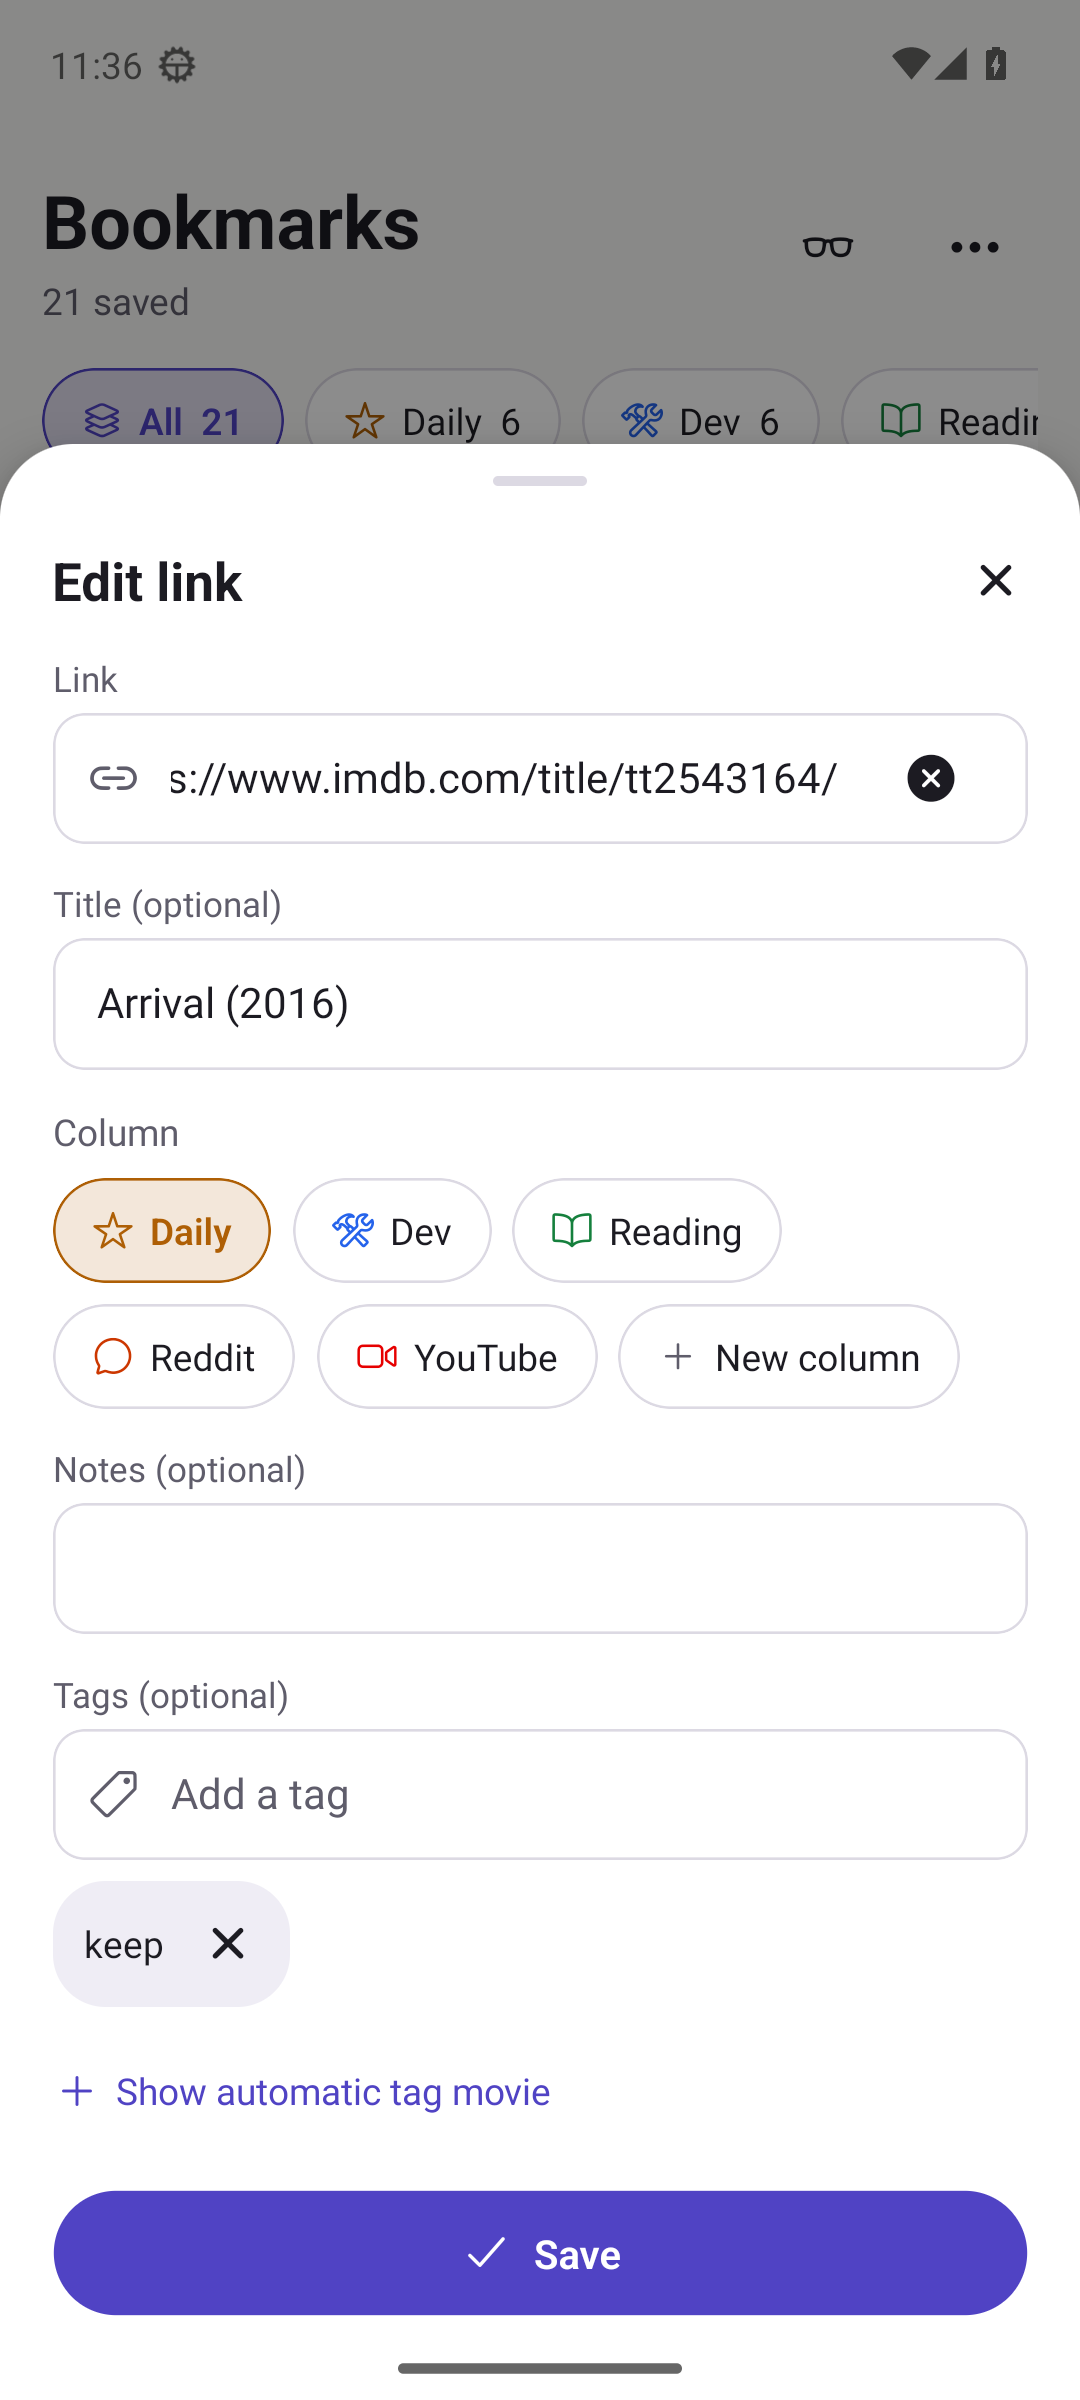 11:36
Bookmarks
21 saved
All 21
Daily 6
Dev 6
Readin
Edit link
Link
s://www.imdb.com/title/tt2543164/
Title (optional)
Arrival (2016)
Column
Daily
Dev
Reading
Reddit
YouTube
New column
Notes (optional)
Tags (optional)
Add a tag
keep
Show automatic tag movie
Save